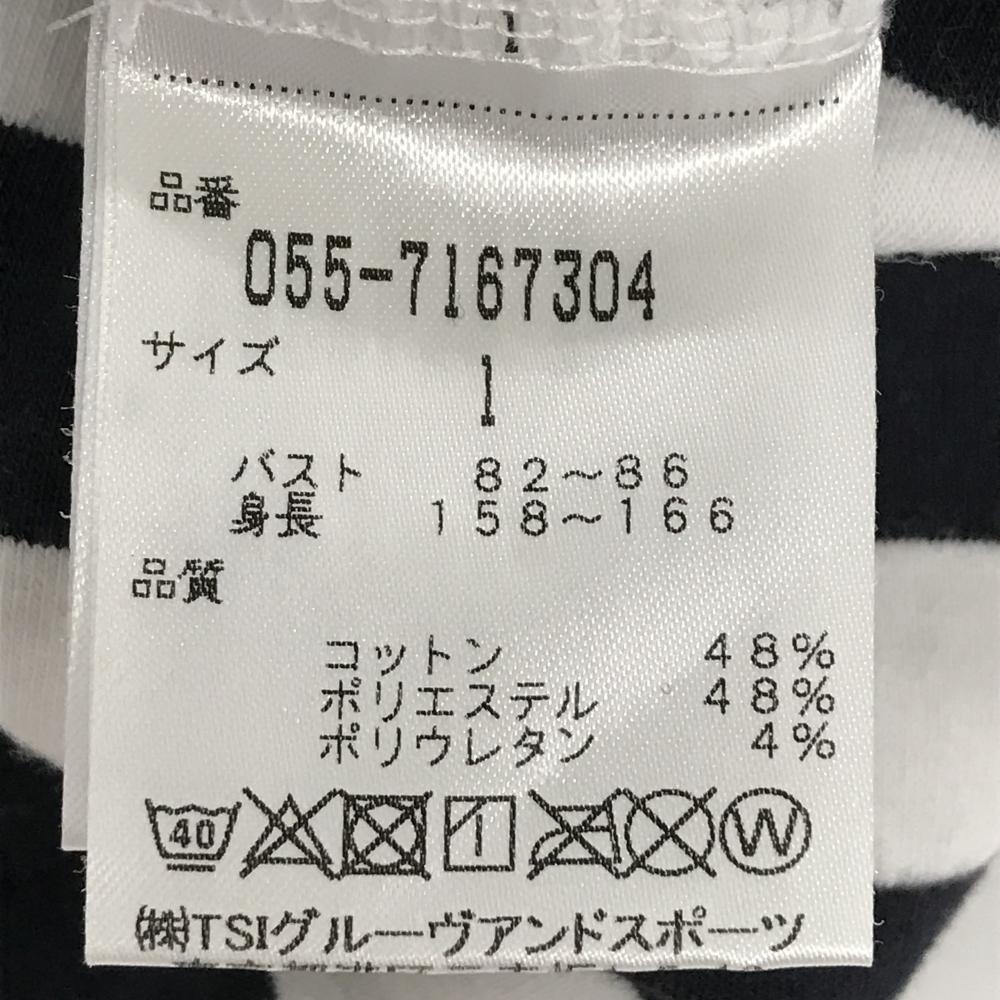 1
品番
055-7167304
サイズ
1
バスト 82～86
身長 158～166
品質
コットン 48%
ポリエステル 48%
ポリウレタン 4%
40 W
(株)TSIグルーヴアンドスポーツ